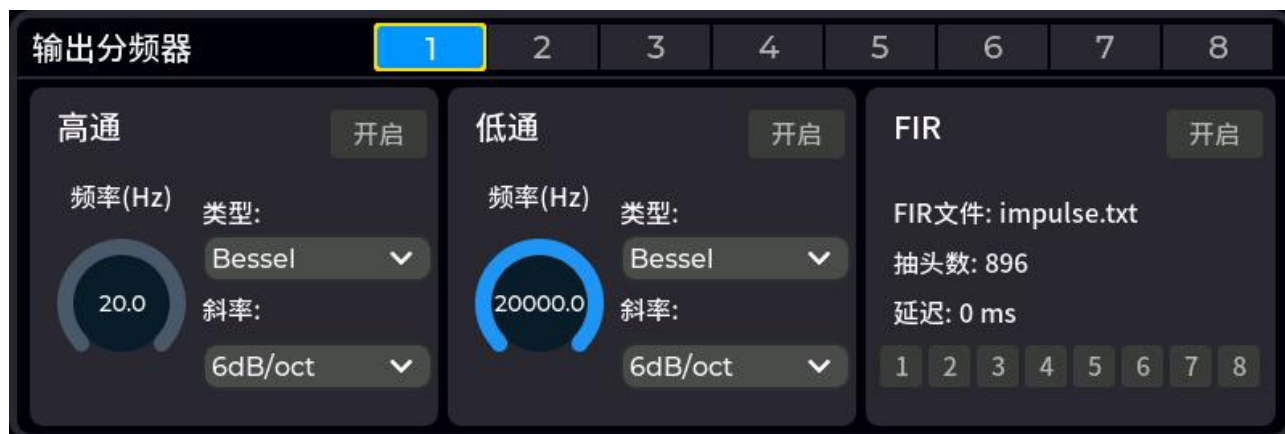 输出分频器 1 2 3 4 5 6 7 8
高通 开启
频率(Hz)
20.0
类型:
Bessel
斜率:
6dB/oct
低通 开启
频率(Hz)
20000.0
类型:
Bessel
斜率:
6dB/oct
FIR 开启
FIR文件: impulse.txt
抽头数: 896
延迟: 0 ms
1 2 3 4 5 6 7 8